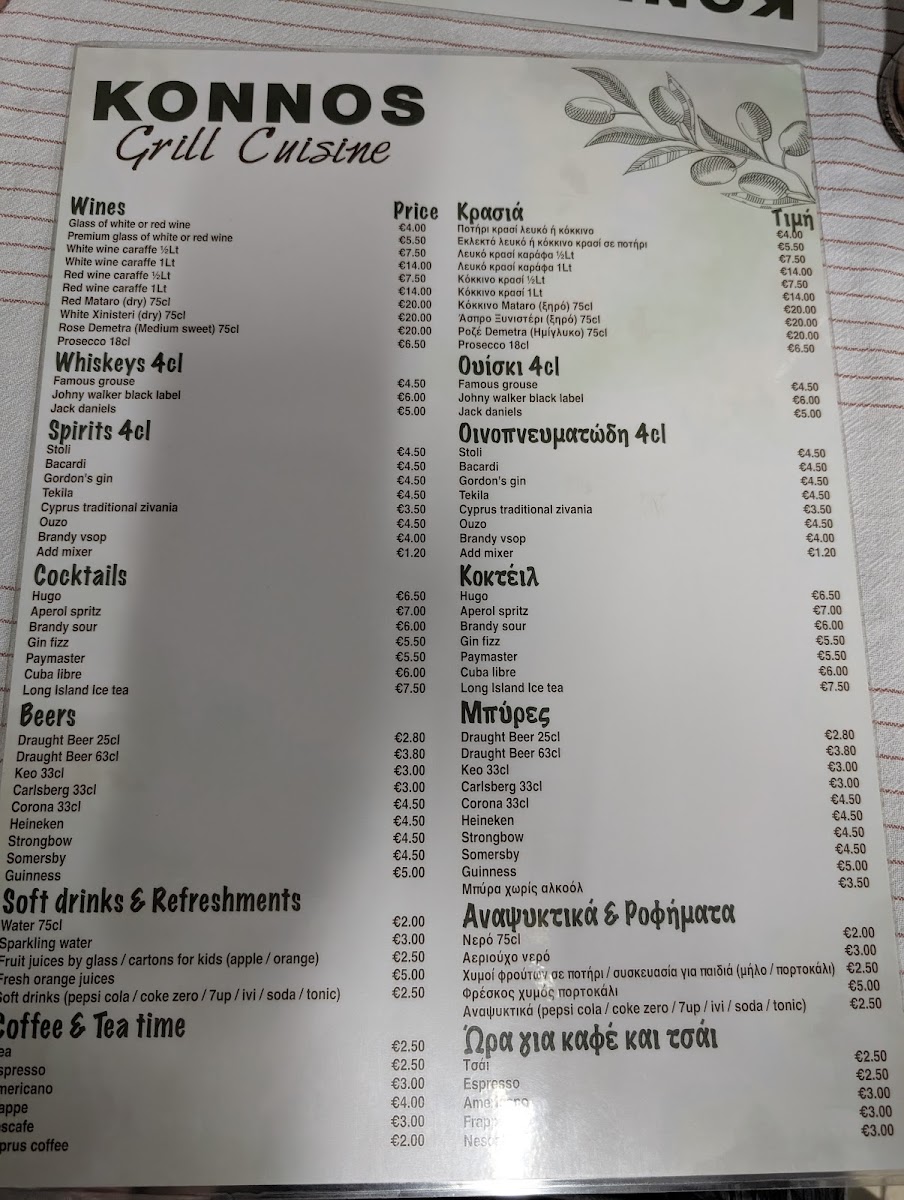 KONNOS
Grill Cuisine
Wines Price
Glass of white or red wine €4.00
Premium glass of white or red wine €5.50
White wine caraffe ½Lt €7.50
White wine caraffe 1Lt €14.00
Red wine caraffe ½Lt €7.50
Red wine caraffe 1Lt €14.00
Red Mataro (dry) 75cl €20.00
White Xinisteri (dry) 75cl €20.00
Rose Demetra (Medium sweet) 75cl €20.00
Prosecco 18cl €6.50
Whiskeys 4cl
Famous grouse €4.50
Johny walker black label €6.00
Jack daniels €5.00
Spirits 4cl
Stoli €4.50
Bacardi €4.50
Gordon's gin €4.50
Tekila €4.50
Cyprus traditional zivania €3.50
Ouzo €4.50
Brandy vsop €4.00
Add mixer €1.20
Cocktails
Hugo €6.50
Aperol spritz €7.00
Brandy sour €6.00
Gin fizz €5.50
Paymaster €5.50
Cuba libre €6.00
Long Island Ice tea €7.50
Beers
Draught Beer 25cl €2.80
Draught Beer 63cl €3.80
Keo 33cl €3.00
Carlsberg 33cl €3.00
Corona 33cl €4.50
Heineken €4.50
Strongbow €4.50
Somersby €4.50
Guinness €5.00
Soft drinks & Refreshments
Water 75cl €2.00
Sparkling water €3.00
Fruit juices by glass / cartons for kids (apple / orange) €2.50
Fresh orange juices €5.00
Soft drinks (pepsi cola / coke zero / 7up / ivi / soda / tonic) €2.50
Coffee & Tea time
ea €2.50
spresso €2.50
mericano €3.00
appe €4.00
escafe €3.00
prus coffee €2.00
Κρασιά Τιμή
Ποτήρι κρασί λευκό ή κόκκινο €4.00
Εκλεκτό λευκό ή κόκκινο κρασί σε ποτήρι €5.50
Λευκό κρασί καράφα ½Lt €7.50
Λευκό κρασί καράφα 1Lt €14.00
Κόκκινο κρασί ½Lt €7.50
Κόκκινο κρασί 1Lt €14.00
Κόκκινο Mataro (ξηρό) 75cl €20.00
Άσπρο Ξυνιστέρι (ξηρό) 75cl €20.00
Ροζέ Demetra (Ημίγλυκο) 75cl €20.00
Prosecco 18cl €6.50
Ουίσκι 4cl
Famous grouse €4.50
Johny walker black label €6.00
Jack daniels €5.00
Οινοπνευματώδη 4cl
Stoli €4.50
Bacardi €4.50
Gordon's gin €4.50
Tekila €4.50
Cyprus traditional zivania €3.50
Ouzo €4.50
Brandy vsop €4.00
Add mixer €1.20
Κοκτέιλ
Hugo €6.50
Aperol spritz €7.00
Brandy sour €6.00
Gin fizz €5.50
Paymaster €5.50
Cuba libre €6.00
Long Island Ice tea €7.50
Μπύρες
Draught Beer 25cl €2.80
Draught Beer 63cl €3.80
Keo 33cl €3.00
Carlsberg 33cl €3.00
Corona 33cl €4.50
Heineken €4.50
Strongbow €4.50
Somersby €4.50
Guinness €5.00
Μπύρα χωρίς αλκοόλ €3.50
Αναψυκτικά & Ροφήματα
Νερό 75cl €2.00
Αεριούχο νερό €3.00
Χυμοί φρούτων σε ποτήρι / συσκευασία για παιδιά (μήλο / πορτοκάλι) €2.50
Φρέσκος χυμός πορτοκάλι €5.00
Αναψυκτικά (pepsi cola / coke zero / 7up / ivi / soda / tonic) €2.50
Ώρα για καφέ και τσάι
Τσάι €2.50
Espresso €2.50
Americano €3.00
Frapp €3.00
Nesc €3.00